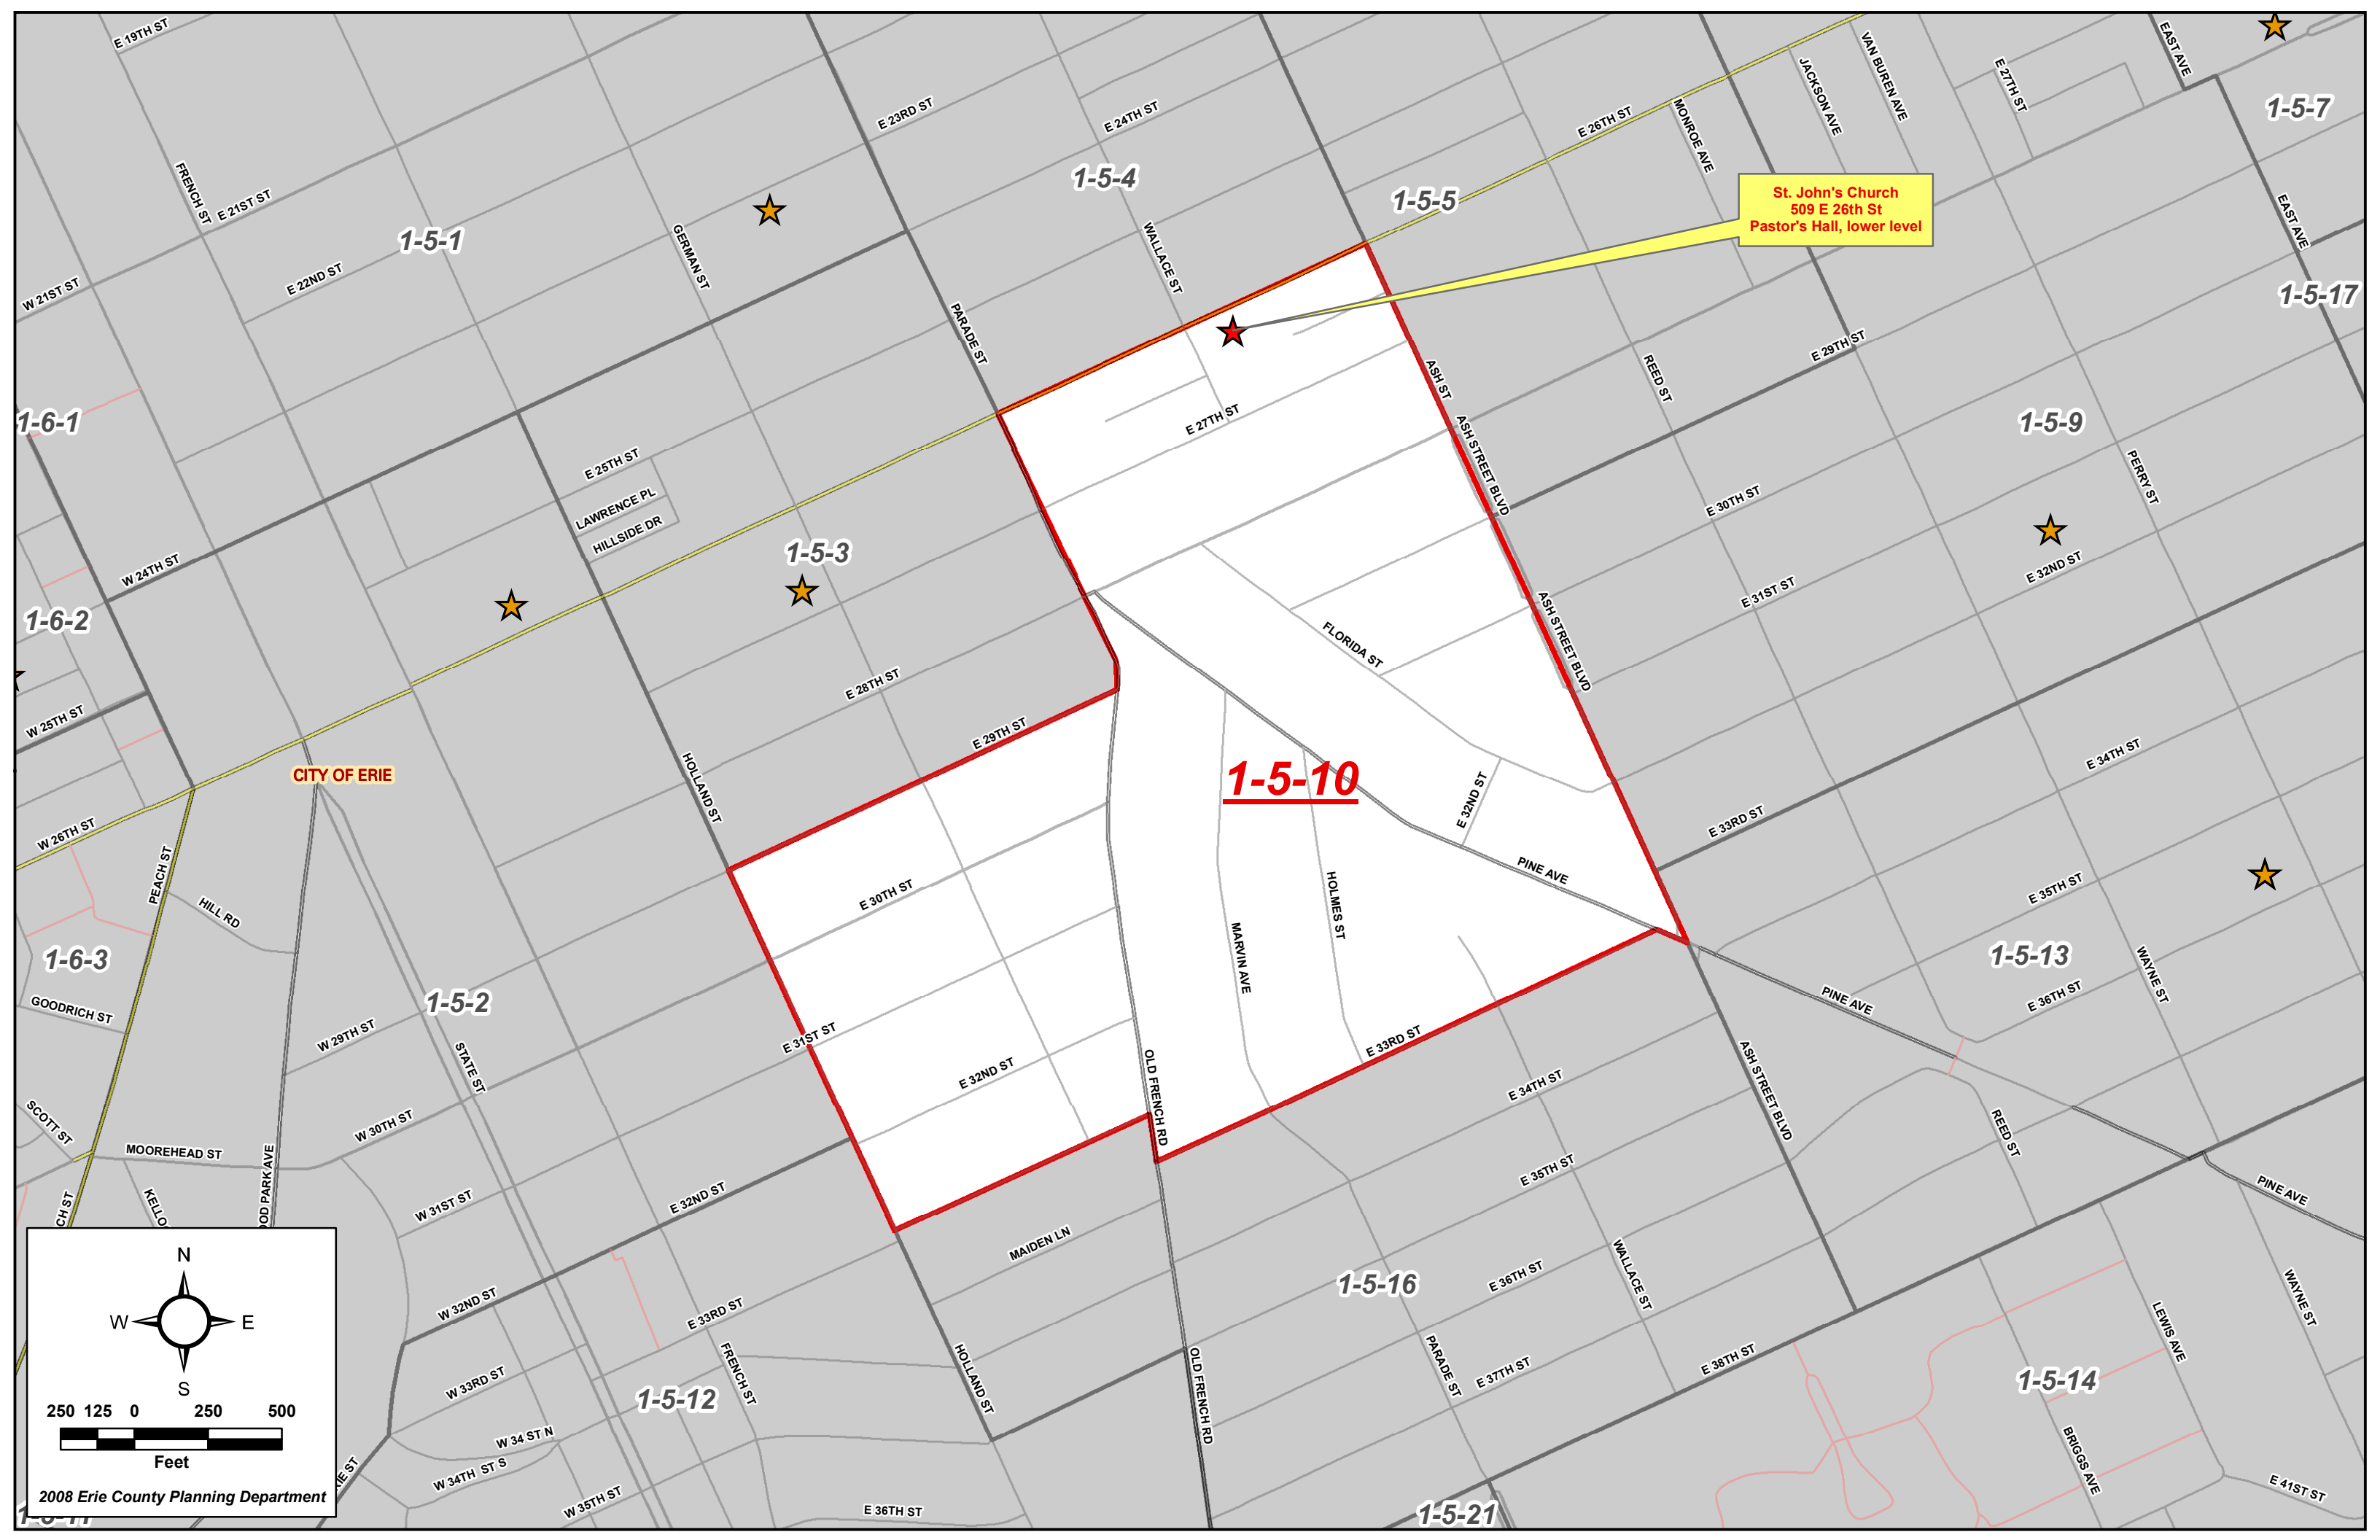 E 19TH ST
VAN BUREN AVE
EAST AVE
JACKSON AVE
E 27TH ST
E 23RD ST
E 24TH ST
E 26TH ST
MONROE AVE
1-5-7
FRENCH ST
E 21ST ST
1-5-4
1-5-5
St. John's Church
509 E 26th St
Pastor's Hall, lower level
EAST AVE
1-5-1
GERMAN ST
WALLACE ST
E 22ND ST
W 21ST ST
1-5-17
PARADE ST
E 29TH ST
ASH ST
REED ST
1-6-1
E 27TH ST
1-5-9
ASH STREET BLVD
E 25TH ST
PERRY ST
LAWRENCE PL
E 30TH ST
HILLSIDE DR
1-5-3
W 24TH ST
E 32ND ST
E 31ST ST
1-6-2
FLORIDA ST
ASH STREET BLVD
E 28TH ST
W 25TH ST
E 29TH ST
CITY OF ERIE
HOLLAND ST
1-5-10
E 34TH ST
E 32ND ST
E 33RD ST
W 26TH ST
PEACH ST
PINE AVE
E 30TH ST
E 35TH ST
HILL RD
HOLMES ST
MARVIN AVE
1-6-3
1-5-13
WAYNE ST
E 36TH ST
PINE AVE
1-5-2
GOODRICH ST
W 29TH ST
E 31ST ST
E 33RD ST
STATE ST
E 32ND ST
OLD FRENCH RD
E 34TH ST
ASH STREET BLVD
SCOTT ST
W 30TH ST
REED ST
MOOREHEAD ST
E 35TH ST
OOD PARK AVE
E 32ND ST
PINE AVE
KELLO
W 31ST ST
CH ST
MAIDEN LN
WALLACE ST
1-5-16
E 36TH ST
W 32ND ST
E 33RD ST
WAYNE ST
LEWIS AVE
N
W E
S
FRENCH ST
HOLLAND ST
OLD FRENCH RD
PARADE ST
E 37TH ST
E 38TH ST
W 33RD ST
1-5-12
1-5-14
250 125 0 250 500
Feet
W 34 ST N
BRIGGS AVE
W 34TH ST S
IE ST
E 41ST ST
2008 Erie County Planning Department
W 35TH ST
E 36TH ST
1-5-21